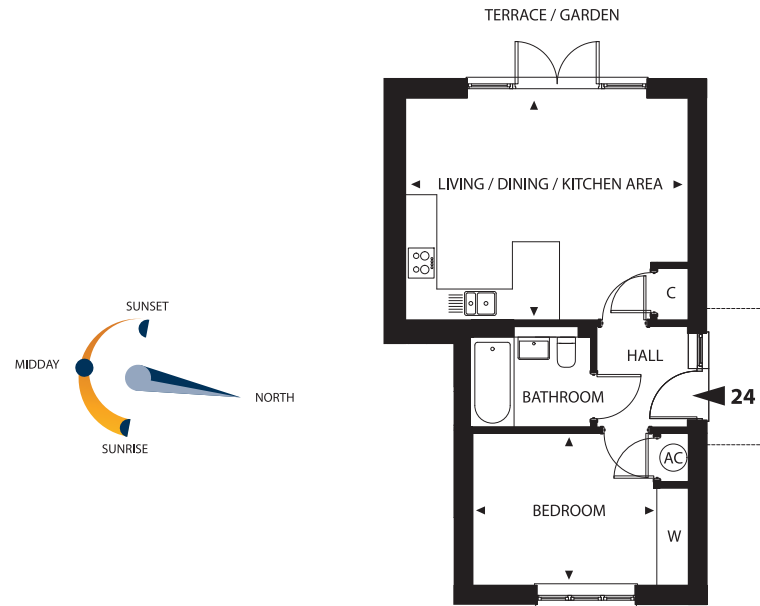 TERRACE / GARDEN
LIVING / DINING / KITCHEN AREA
C
SUNSET
MIDDAY
NORTH
SUNRISE
HALL
BATHROOM
24
AC
BEDROOM
W